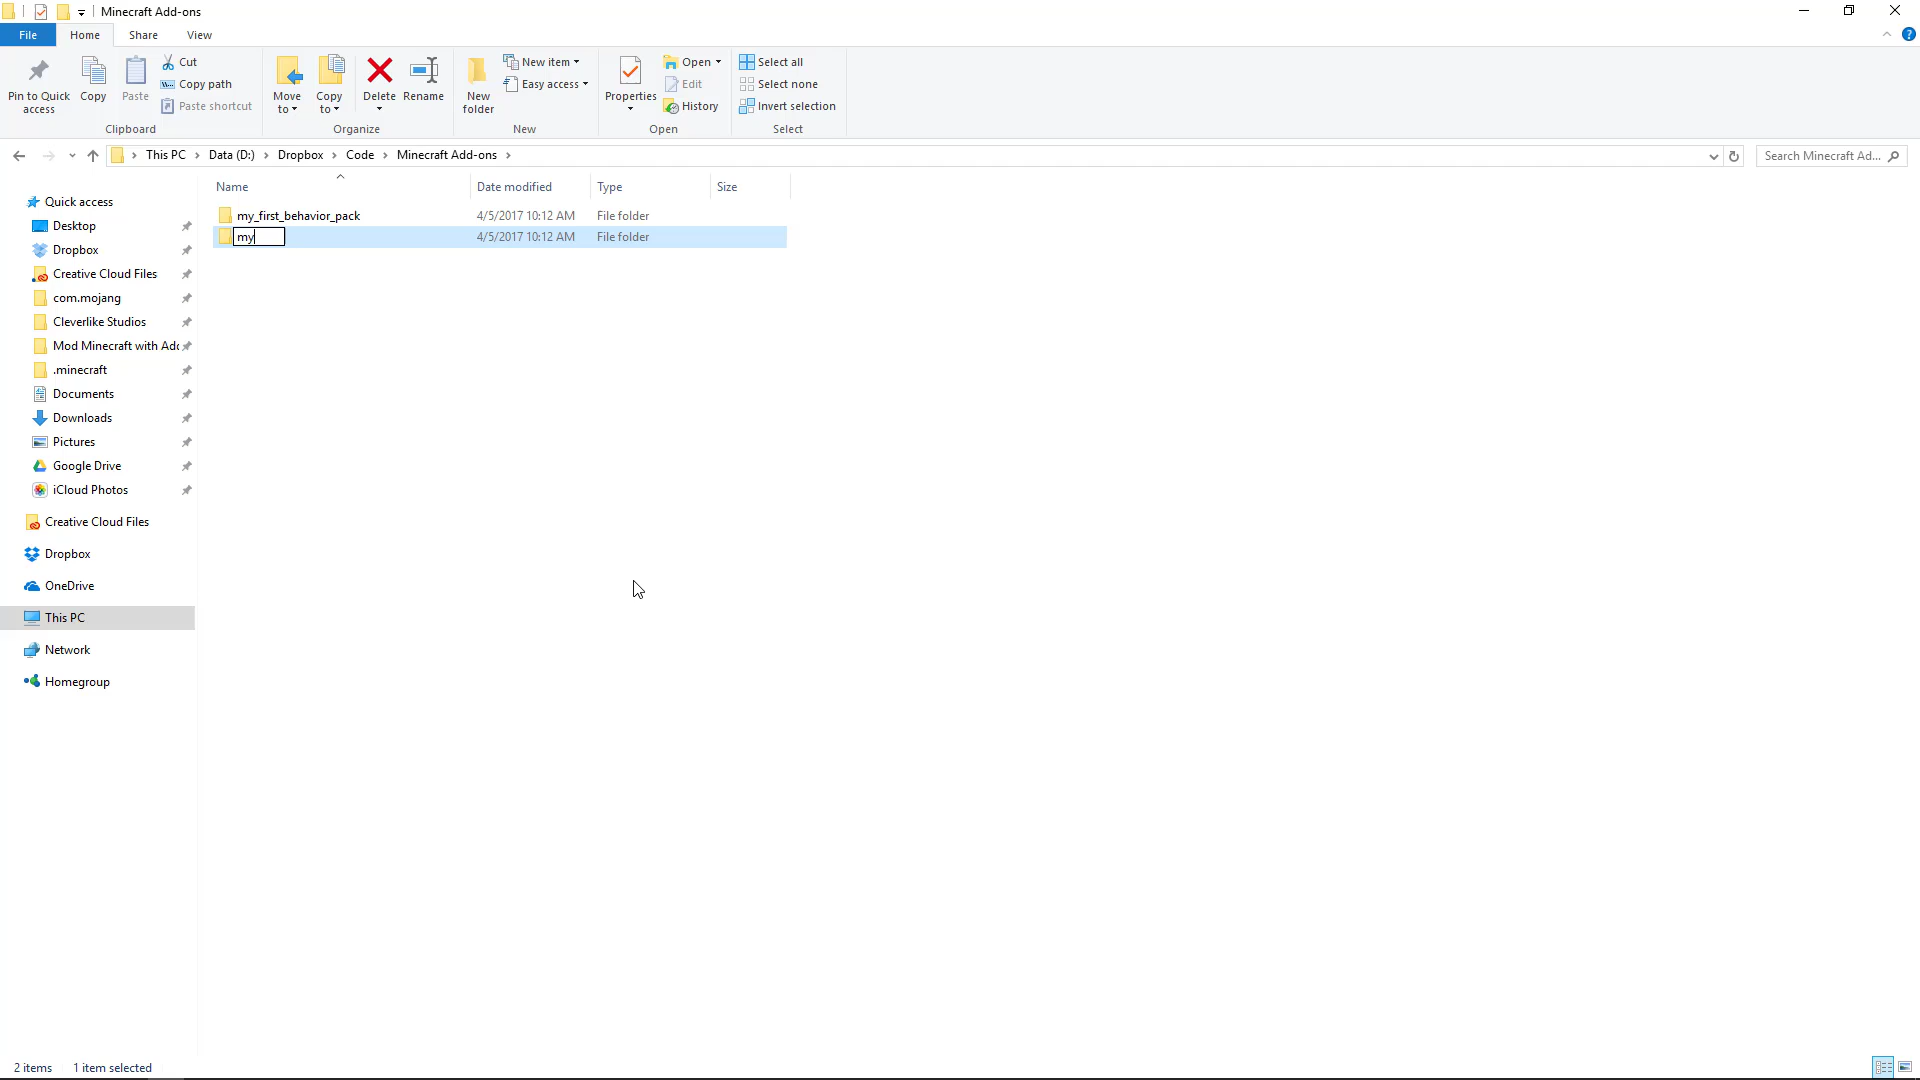 Minecraft Add-ons
File Home Share View
Pin to Quick access
Copy
Paste
Cut
Copy path
Paste shortcut
Clipboard
Move to
Copy to
Delete
Rename
Organize
New folder
New item
Easy access
New
Properties
Open
Edit
History
Open
Select all
Select none
Invert selection
Select
This PC > Data (D:) > Dropbox > Code > Minecraft Add-ons >
Search Minecraft Ad...
Name Date modified Type Size
my_first_behavior_pack 4/5/2017 10:12 AM File folder
my 4/5/2017 10:12 AM File folder
Quick access
Desktop
Dropbox
Creative Cloud Files
com.mojang
Cleverlike Studios
Mod Minecraft with Add
.minecraft
Documents
Downloads
Pictures
Google Drive
iCloud Photos
Creative Cloud Files
Dropbox
OneDrive
This PC
Network
Homegroup
2 items 1 item selected